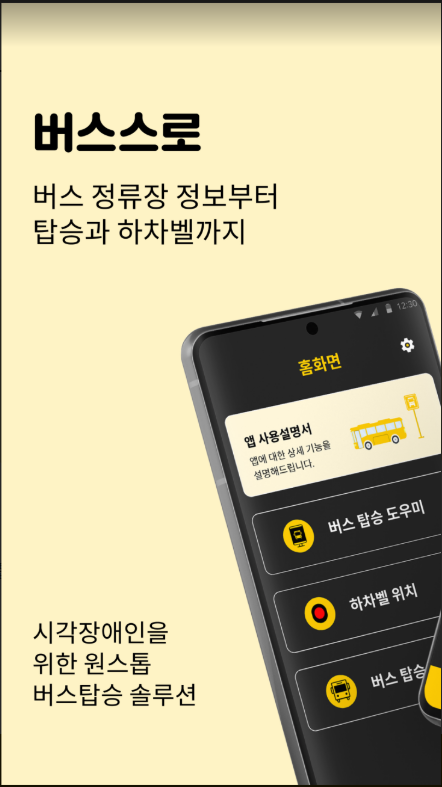 버스스로
버스 정류장 정보부터
탑승과 하차벨까지
12:30
홈화면
앱 사용설명서
앱에 대한 상세 기능을
설명해드립니다.
버스 탑승 도우미
하차벨 위치
버스 탑승
시각장애인을
위한 원스톱
버스탑승 솔루션